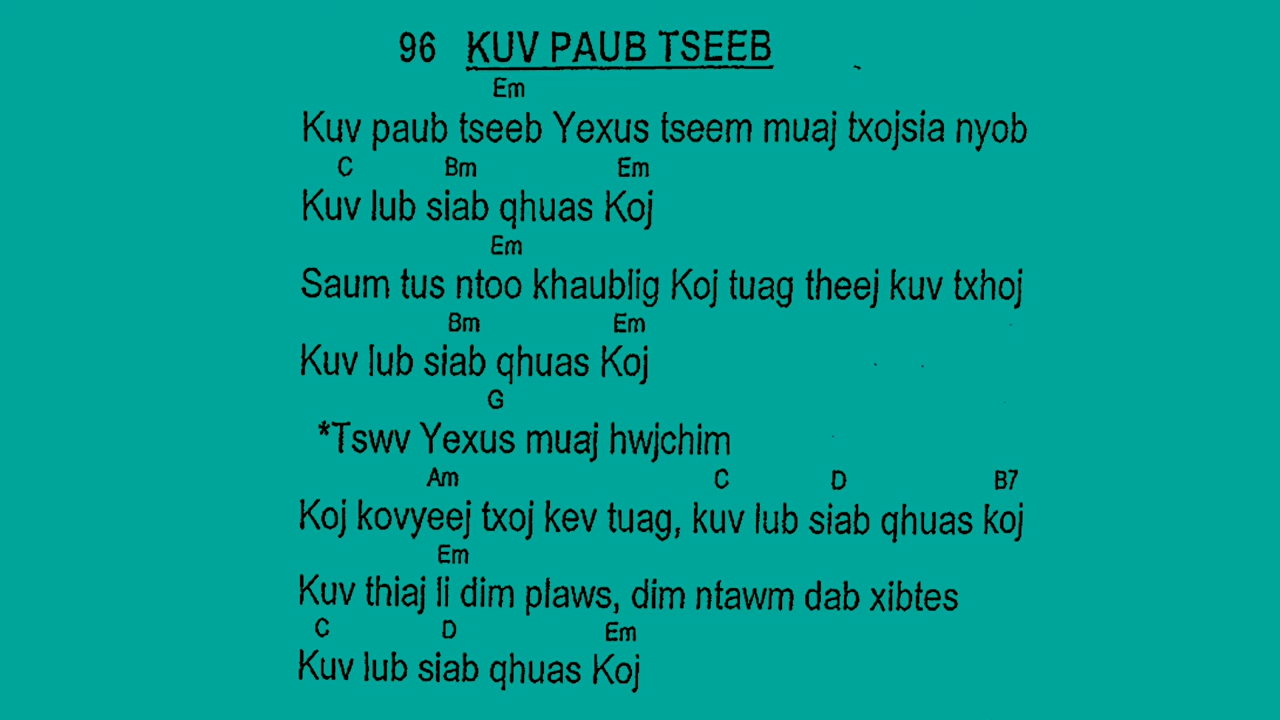 96 KUV PAUB TSEEB
Em
Kuv paub tseeb Yexus tseem muaj txojsia nyob
C Bm Em
Kuv lub siab qhuas Koj
Em
Saum tus ntoo khaublig Koj tuag theej kuv txhoj
Bm Em
Kuv lub siab qhuas Koj
G
*Tswv Yexus muaj hwjchim
Am C D B7
Koj kovyeej txoj kev tuag, kuv lub siab qhuas koj
Em
Kuv thiaj li dim plaws, dim ntawm dab xibtes
C D Em
Kuv lub siab qhuas Koj